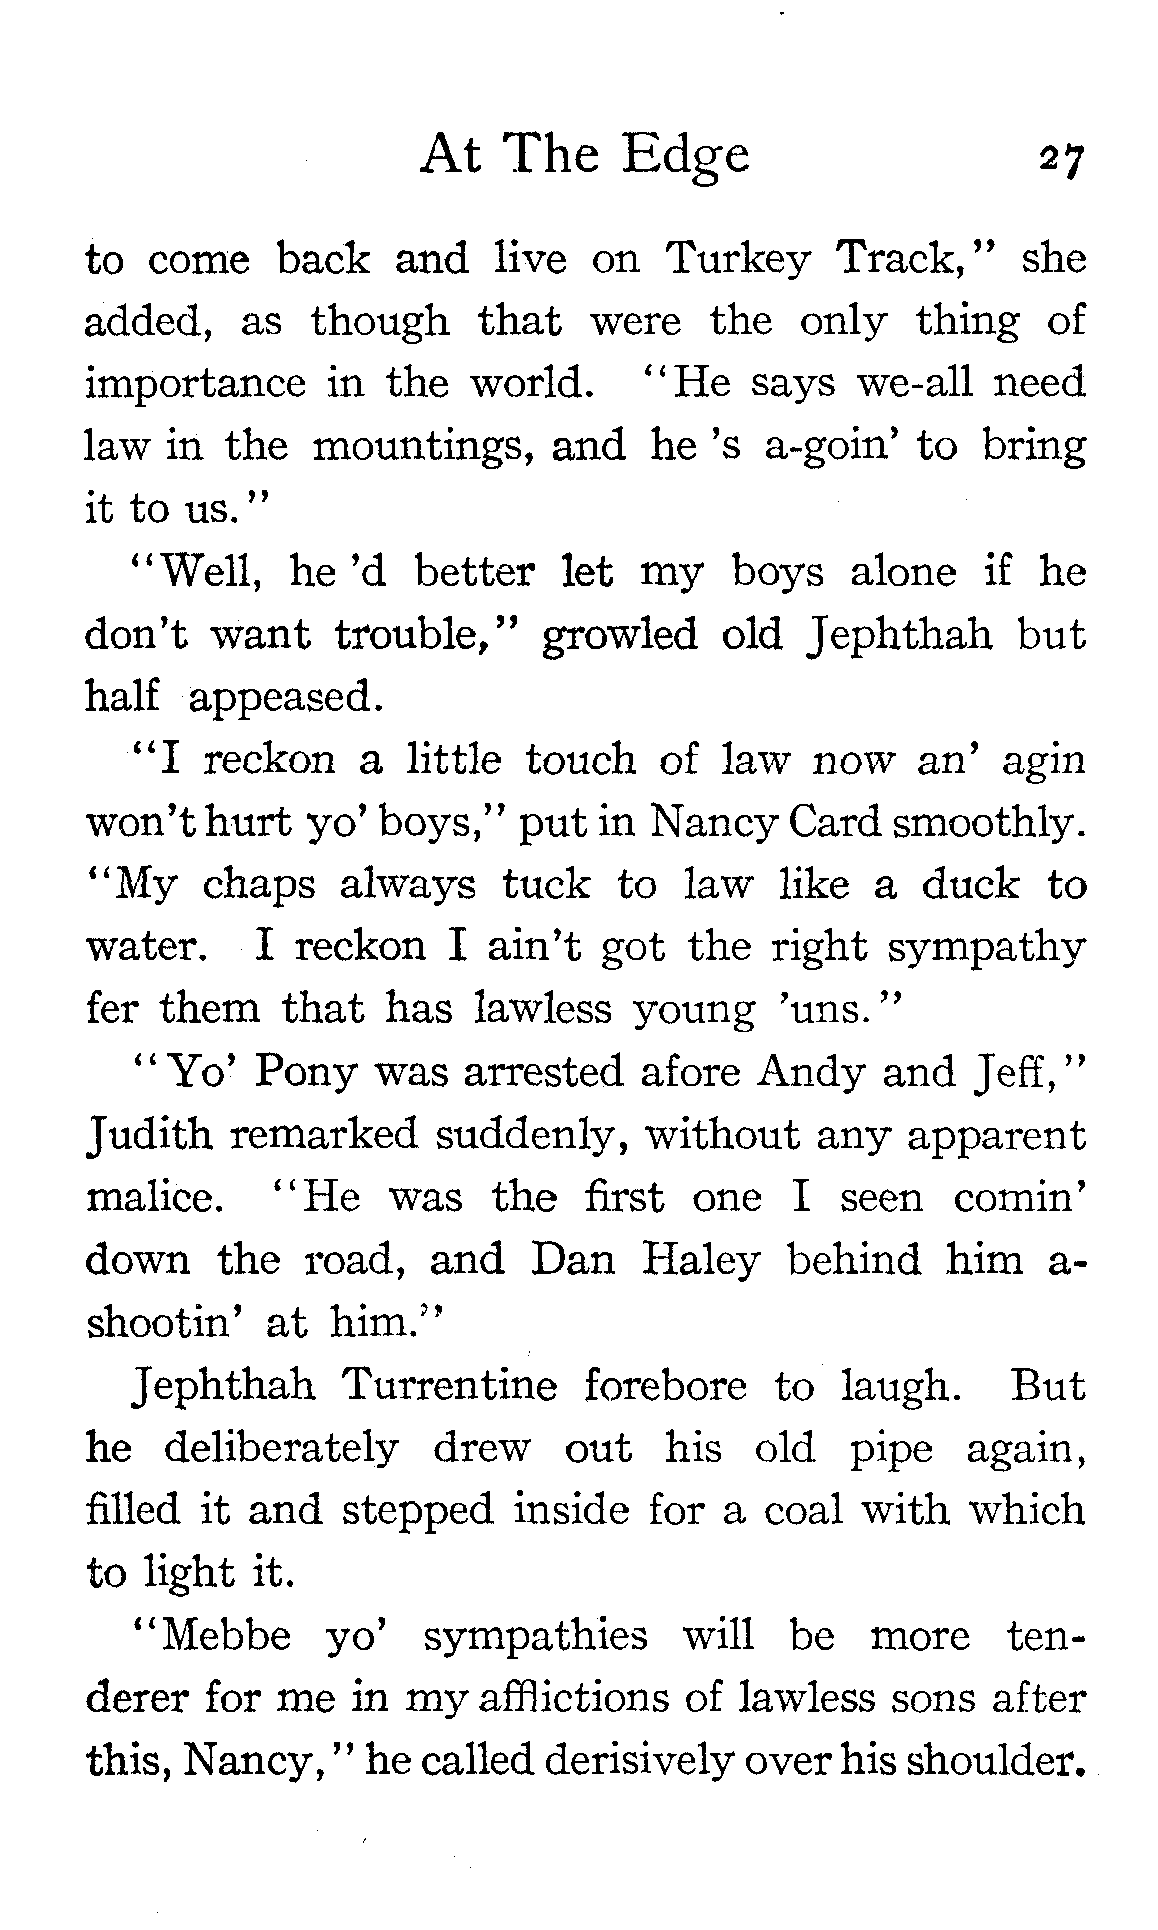 At The Edge 27
to come back and live on Turkey Track," she
added, as though that were the only thing of
importance in the world. "He says we-all need
law in the mountings, and he 's a-goin' to bring
it to us."
"Well, he 'd better let my boys alone if he
don't want trouble," growled old Jephthah but
half appeased.
"I reckon a little touch of law now an' agin
won't hurt yo' boys," put in Nancy Card smoothly.
"My chaps always tuck to law like a duck to
water. I reckon I ain't got the right sympathy
fer them that has lawless young 'uns."
"Yo' Pony was arrested afore Andy and Jeff,"
Judith remarked suddenly, without any apparent
malice. "He was the first one I seen comin'
down the road, and Dan Haley behind him a-
shootin' at him."
Jephthah Turrentine forebore to laugh. But
he deliberately drew out his old pipe again,
filled it and stepped inside for a coal with which
to light it.
"Mebbe yo' sympathies will be more ten-
derer for me in my afflictions of lawless sons after
this, Nancy," he called derisively over his shoulder.